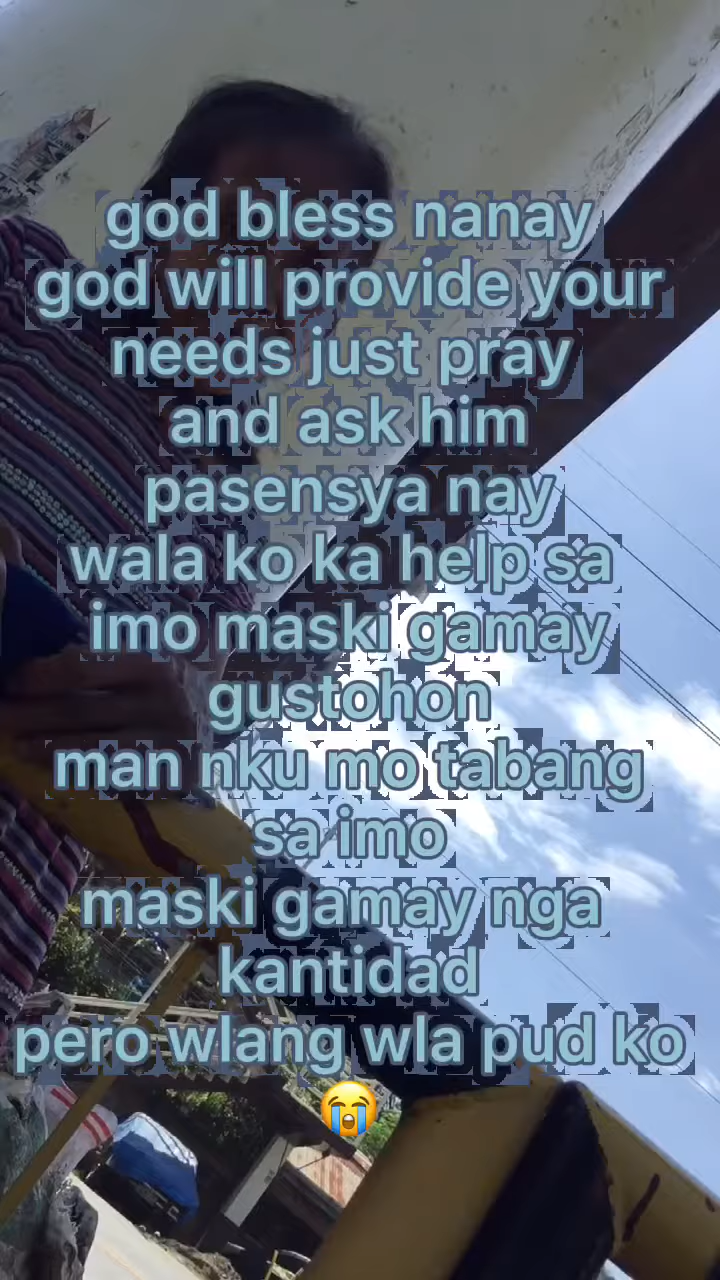 god bless nanay
god will provide your
needs just pray
and ask him
pasensya nay
wala ko ka help sa
imo maski gamay
gustohon
man nku mo tabang
sa imo
maski gamay nga
kantidad
pero wlang wla pud ko
😭